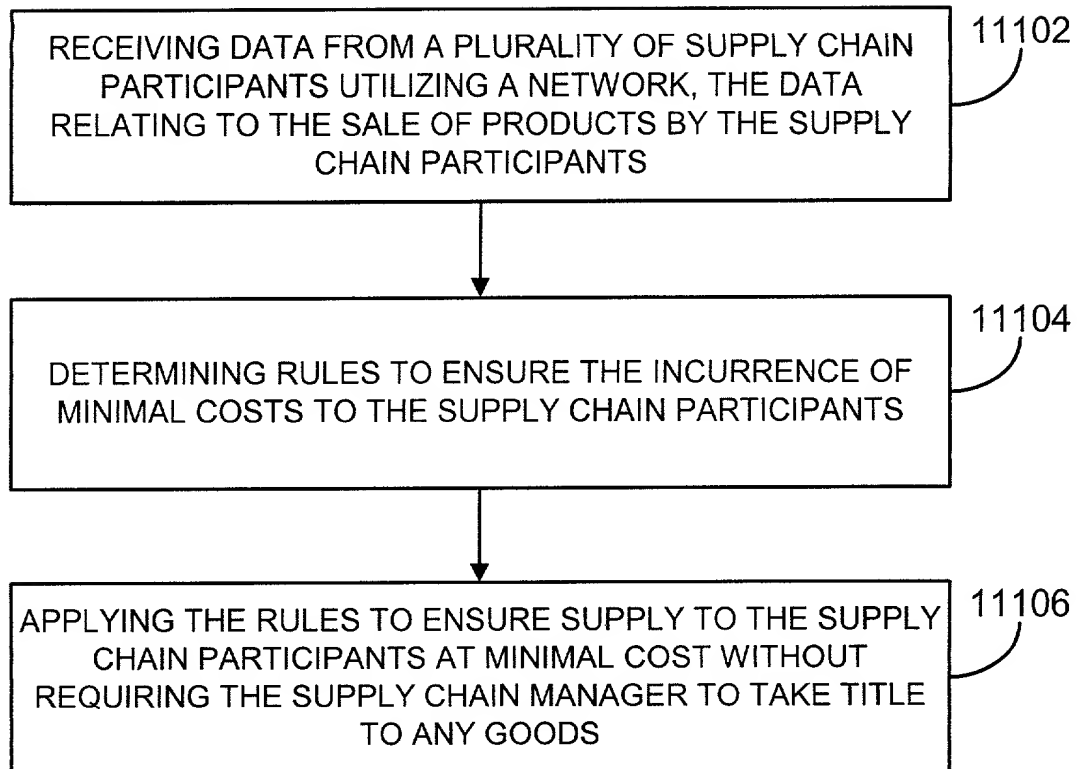 RECEIVING DATA FROM A PLURALITY OF SUPPLY CHAIN
PARTICIPANTS UTILIZING A NETWORK, THE DATA
RELATING TO THE SALE OF PRODUCTS BY THE SUPPLY
CHAIN PARTICIPANTS
11102
DETERMINING RULES TO ENSURE THE INCURRENCE OF
MINIMAL COSTS TO THE SUPPLY CHAIN PARTICIPANTS
11104
APPLYING THE RULES TO ENSURE SUPPLY TO THE SUPPLY
CHAIN PARTICIPANTS AT MINIMAL COST WITHOUT
REQUIRING THE SUPPLY CHAIN MANAGER TO TAKE TITLE
TO ANY GOODS
11106